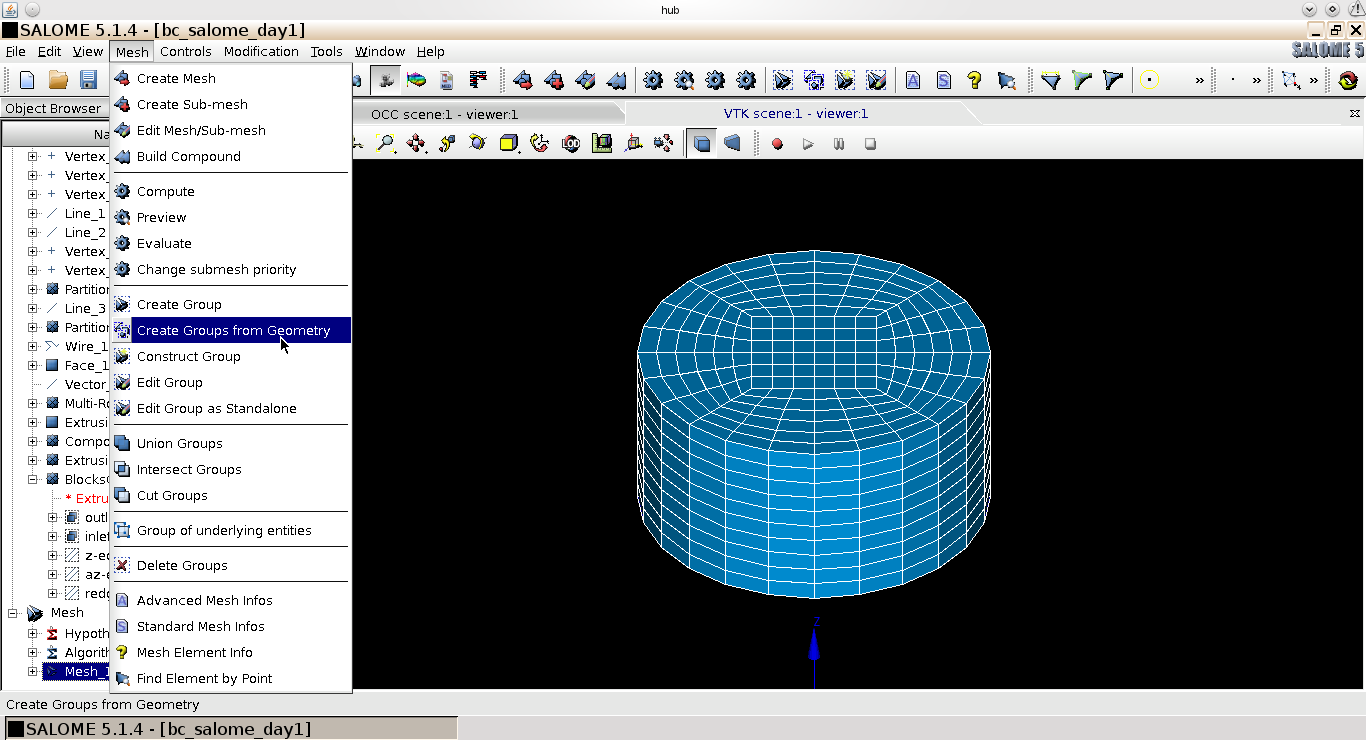 hub
SALOME 5.1.4 - [bc_salome_day1]
File Edit View Mesh Controls Modification Tools Window Help
SALOME 5
Object Browser
OCC scene:1 - viewer:1
VTK scene:1 - viewer:1
Na
LOD
Vertex_
Vertex_
Vertex_
Line_1
Line_2
Vertex_
Vertex_
Partition
Line_3
Partition
Wire_1
Face_1
Vector_
Multi-Ro
Extrusi
Compo
Extrusi
Blocks
* Extru
outl
inlet
z-ed
az-e
redg
Mesh
Hypoth
Algorith
Mesh_1
Create Mesh
Create Sub-mesh
Edit Mesh/Sub-mesh
Build Compound
Compute
Preview
Evaluate
Change submesh priority
Create Group
Create Groups from Geometry
Construct Group
Edit Group
Edit Group as Standalone
Union Groups
Intersect Groups
Cut Groups
Group of underlying entities
Delete Groups
Advanced Mesh Infos
Standard Mesh Infos
Mesh Element Info
Find Element by Point
Z
Create Groups from Geometry
SALOME 5.1.4 - [bc_salome_day1]